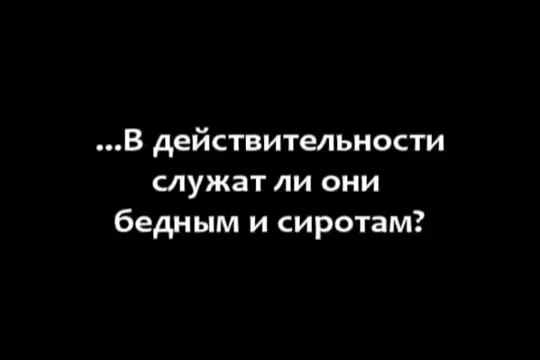 ...В действительности
служат ли они
бедным и сиротам?